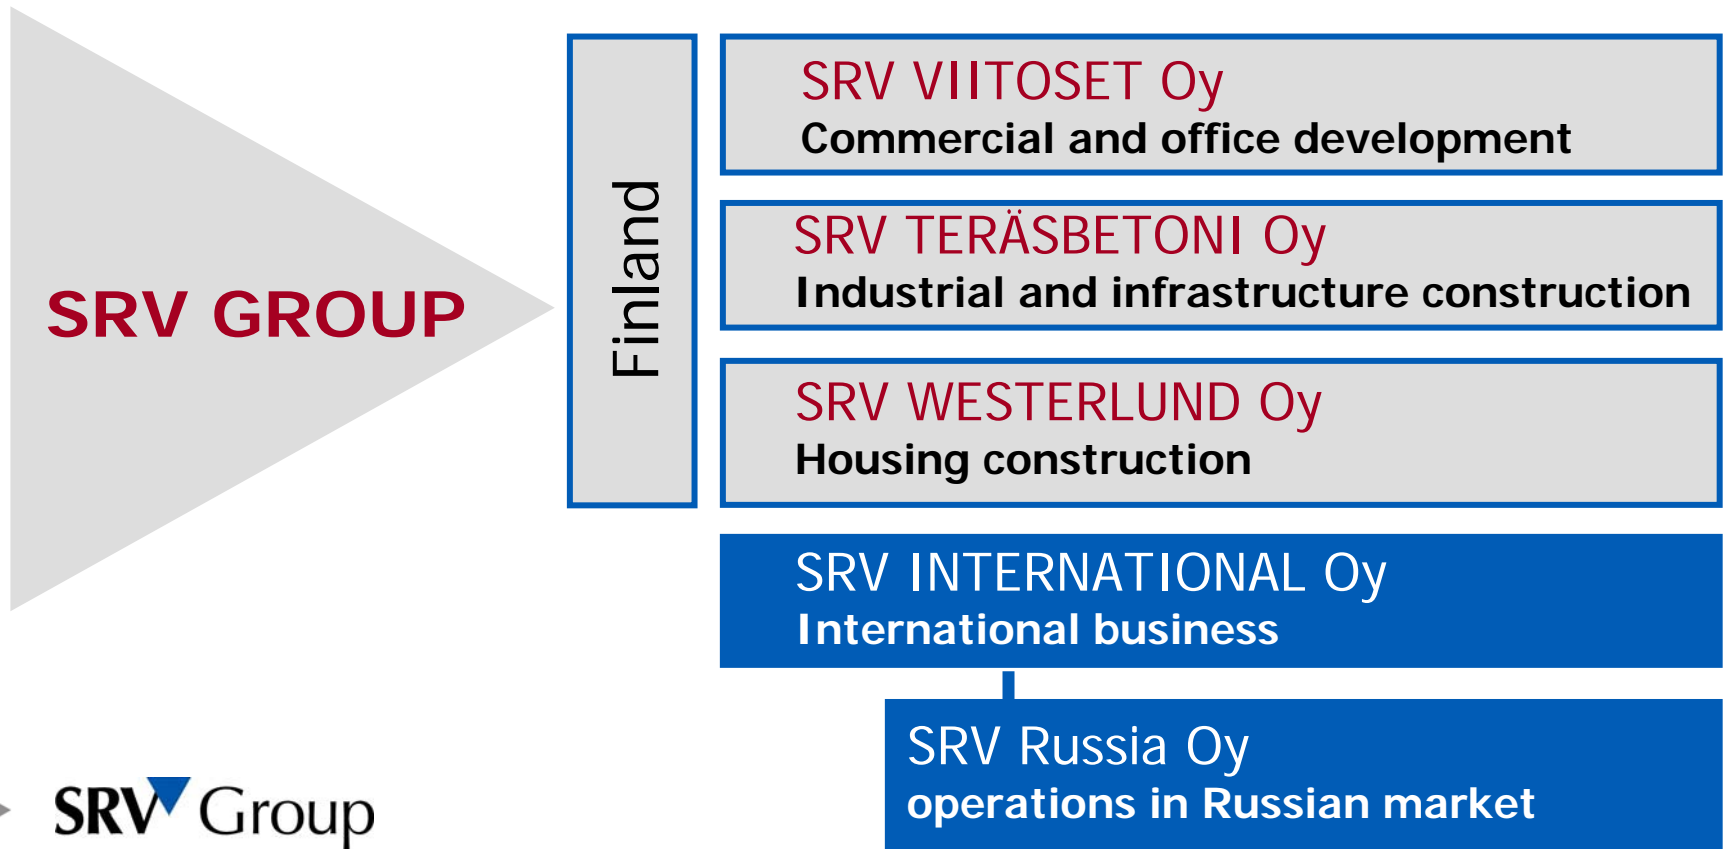 SRV GROUP
Finland
SRV VIITOSET Oy
Commercial and office development
SRV TERÄSBETONI Oy
Industrial and infrastructure construction
SRV WESTERLUND Oy
Housing construction
SRV INTERNATIONAL Oy
International business
SRV Russia Oy
operations in Russian market
SRV Group